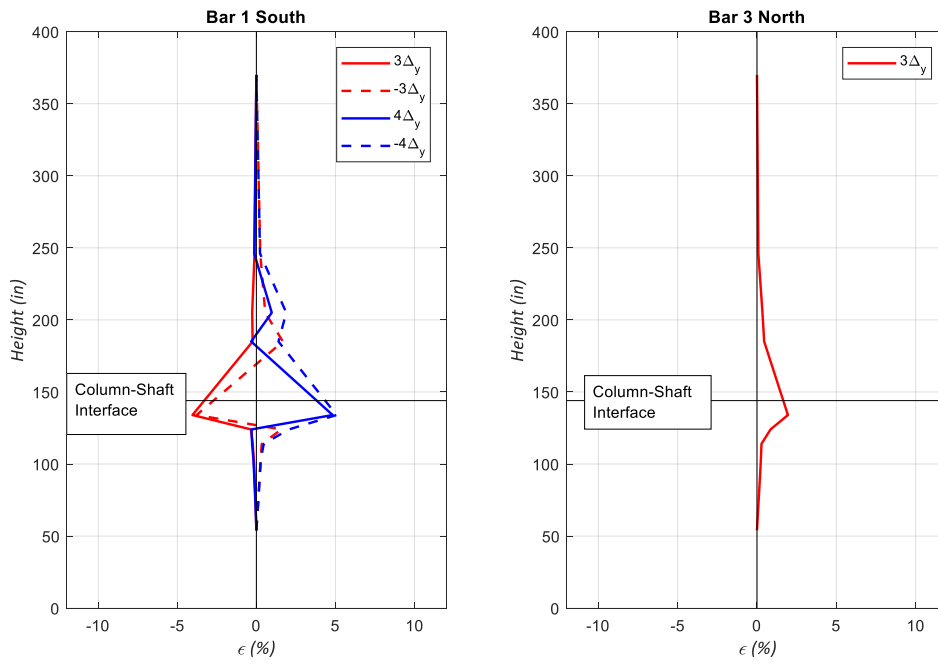 Bar 1 South
400
350
300
250
200
150
100
50
0
-10
-5
0
5
10
Height (in)
ϵ (%)
3Δy
-3Δy
4Δy
-4Δy
Column-Shaft
Interface
Bar 3 North
400
350
300
250
200
150
100
50
0
-10
-5
0
5
10
Height (in)
ϵ (%)
3Δy
Column-Shaft
Interface